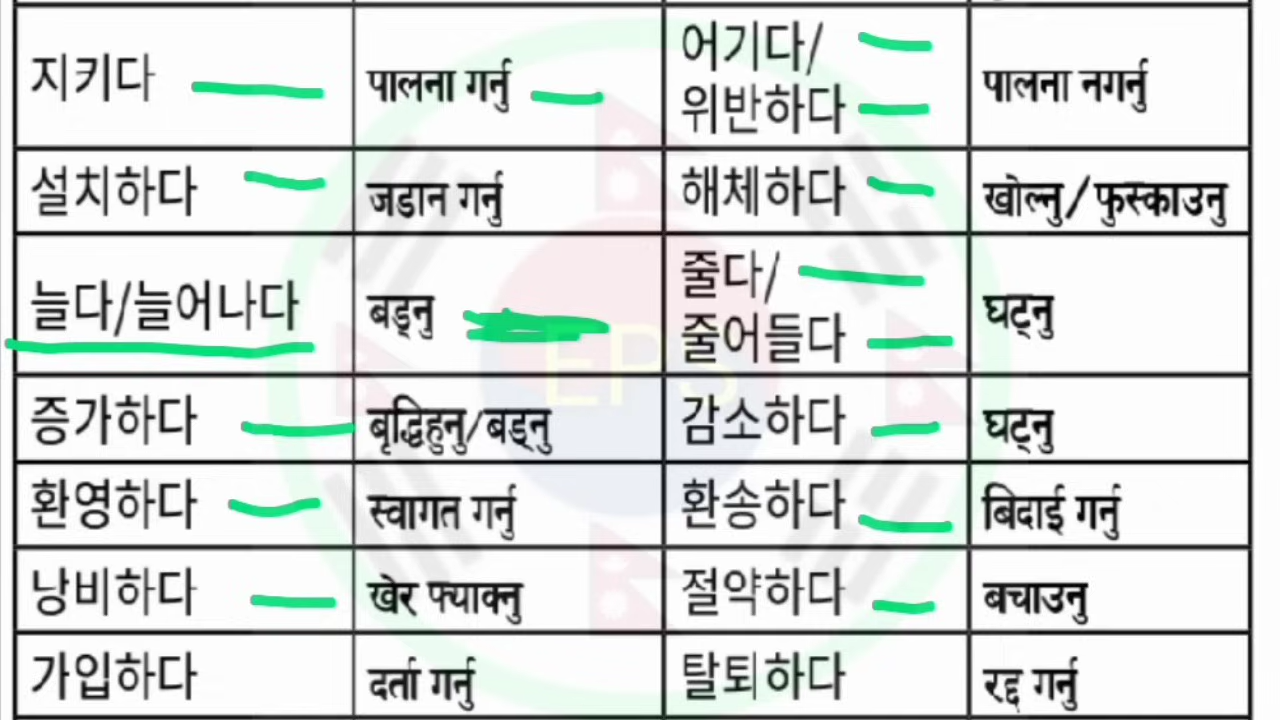 지키다 पालना गर्नु 어기다/ 위반하다 पालना नगर्नु
설치하다 जडान गर्नु 해체하다 खोल्नु/फुस्काउनु
늘다/늘어나다 बड्नु 줄다/ 줄어들다 घट्नु
증가하다 बृद्धिहुनु/बड्नु 감소하다 घट्नु
환영하다 स्वागत गर्नु 환송하다 बिदाई गर्नु
낭비하다 खेर फ्याक्नु 절약하다 बचाउनु
가입하다 दर्ता गर्नु 탈퇴하다 रद्द गर्नु
EPS